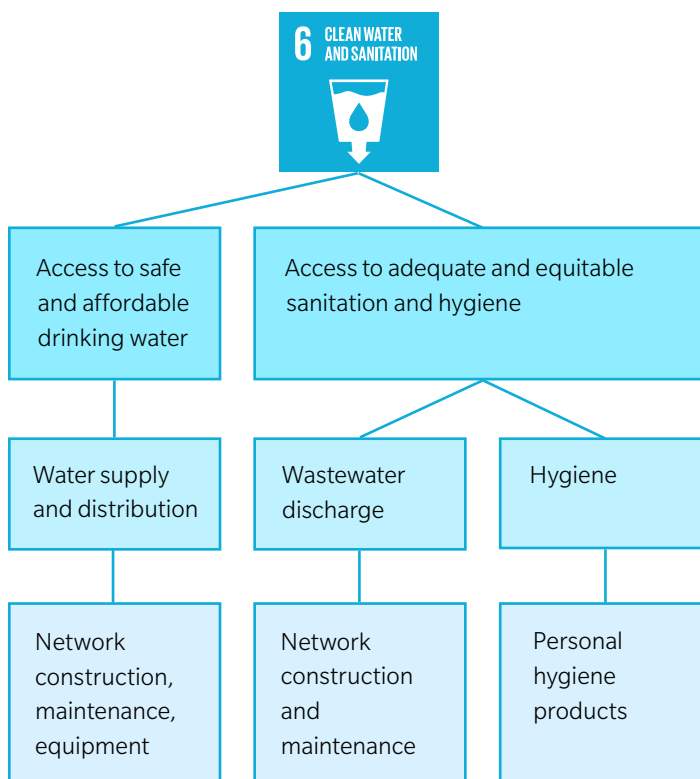 6 CLEAN WATER
AND SANITATION
Access to safe
and affordable
drinking water
Access to adequate and equitable
sanitation and hygiene
Water supply
and distribution
Wastewater
discharge
Hygiene
Network
construction,
maintenance,
equipment
Network
construction
and
maintenance
Personal
hygiene
products